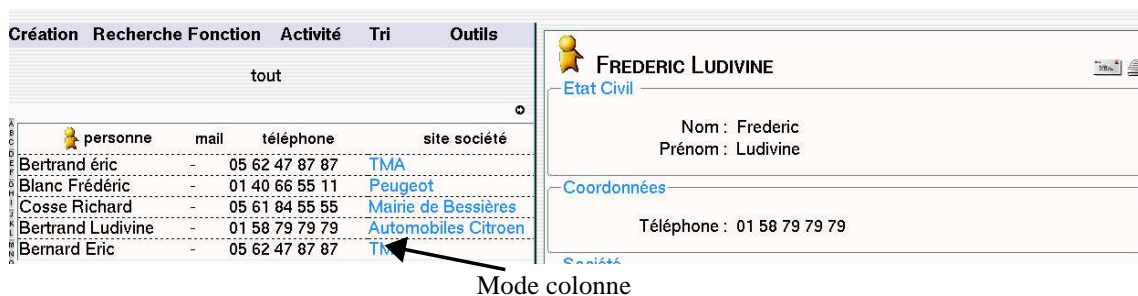 Création Recherche Fonction Activité Tri Outils
tout
personne mail téléphone site société
Bertrand éric - 05 62 47 87 87 TMA
Blanc Frédéric - 01 40 66 55 11 Peugeot
Cosse Richard - 05 61 84 55 55 Mairie de Bessières
Bertrand Ludivine - 01 58 79 79 79 Automobiles Citroen
Bernard Eric - 05 62 47 87 87
A
B
C
D
E
F
G
H
I
J
K
L
M
N
FREDERIC LUDIVINE
Etat Civil
Nom : Frederic
Prénom : Ludivine
Coordonnées
Téléphone : 01 58 79 79 79
Société
Mode colonne